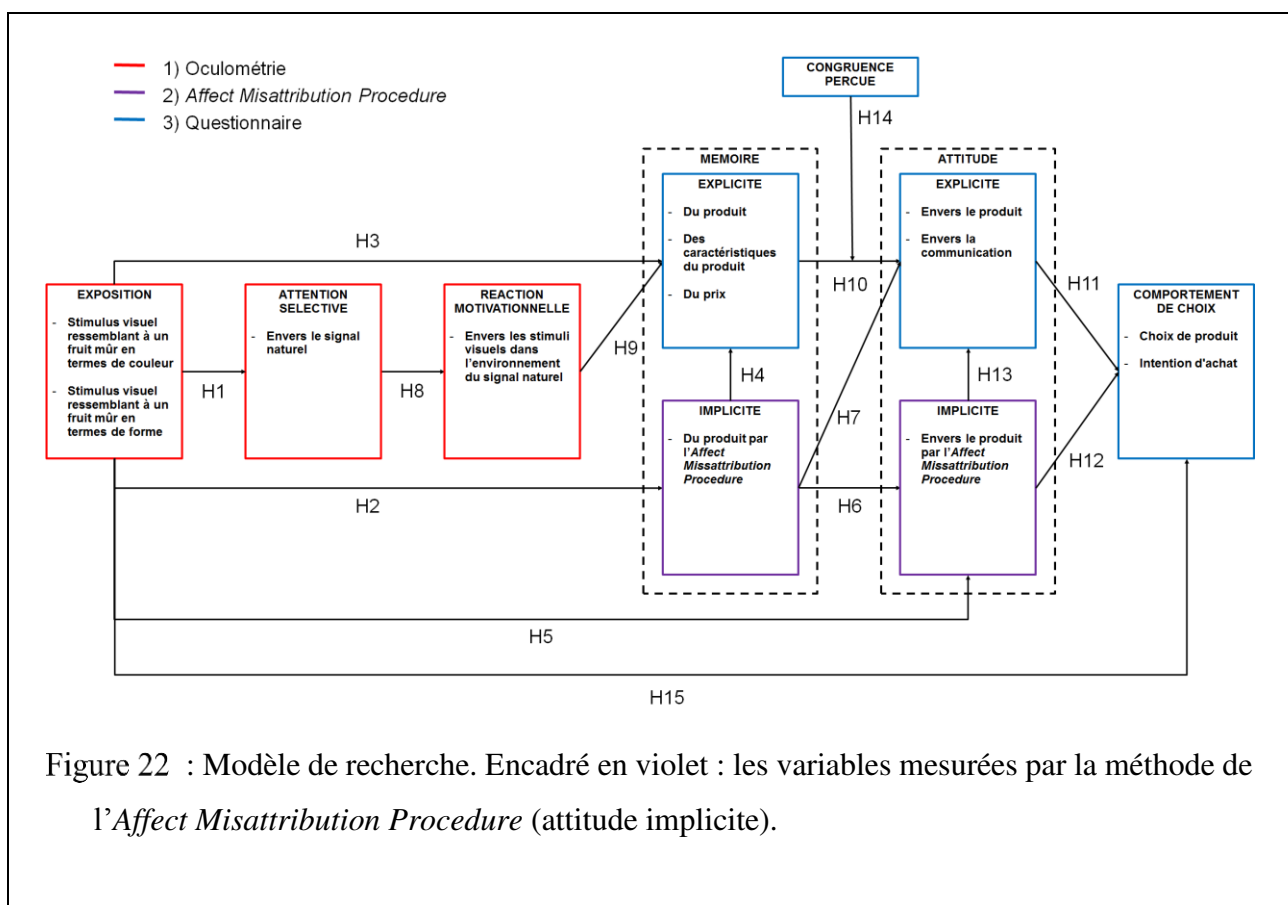 1) Oculométrie
2) Affect Misattribution Procedure
3) Questionnaire
CONGRUENCE
PERCUE
H14
MEMOIRE
ATTITUDE
EXPLICITE
- Du produit
- Des
caractéristiques
du produit
- Du prix
EXPLICITE
- Envers le produit
- Envers la
communication
H3
H10
H11
EXPOSITION
- Stimulus visuel
ressemblant à un
fruit mûr en
termes de couleur
- Stimulus visuel
ressemblant à un
fruit mûr en
termes de forme
ATTENTION
SELECTIVE
- Envers le signal
naturel
REACTION
MOTIVATIONNELLE
- Envers les stimuli
visuels dans
l'environnement
du signal naturel
COMPORTEMENT
DE CHOIX
- Choix de produit
- Intention d'achat
H1
H8
H9
H4
H7
H13
H12
IMPLICITE
- Du produit par
l'Affect
Missattribution
Procedure
IMPLICITE
- Envers le produit
par l'Affect
Missattribution
Procedure
H2
H6
H5
H15
Figure 22 : Modèle de recherche. Encadré en violet : les variables mesurées par la méthode de
l'Affect Misattribution Procedure (attitude implicite).